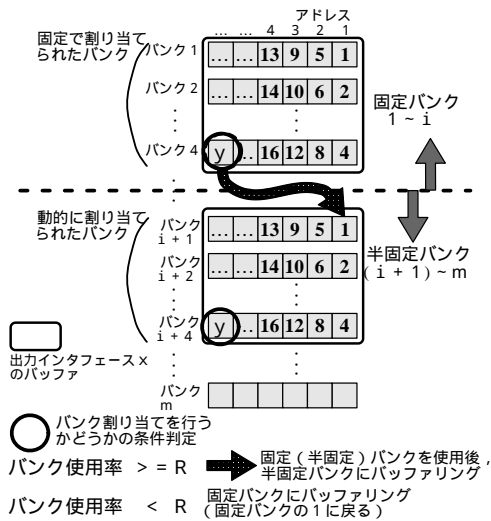 アドレス
… … 4 3 2 1
固定で割り当て
られたバンク
バンク 1
… … 13 9 5 1
バンク 2
… … 14 10 6 2
バンク 4
y … 16 12 8 4
固定バンク
1 ~ i
動的に割り当て
られたバンク
バンク
i + 1
… … 13 9 5 1
バンク
i + 2
… … 14 10 6 2
バンク
i + 4
y … 16 12 8 4
半固定バンク
( i + 1 ) ~ m
バンク
m
出力インタフェース x
のバッファ
バンク割り当てを行う
かどうかの条件判定
バンク使用率 > = R
固定 ( 半固定 ) バンクを使用後 ,
半固定バンクにバッファリング
バンク使用率 < R
固定バンクにバッファリング
( 固定バンクの 1 に戻る )